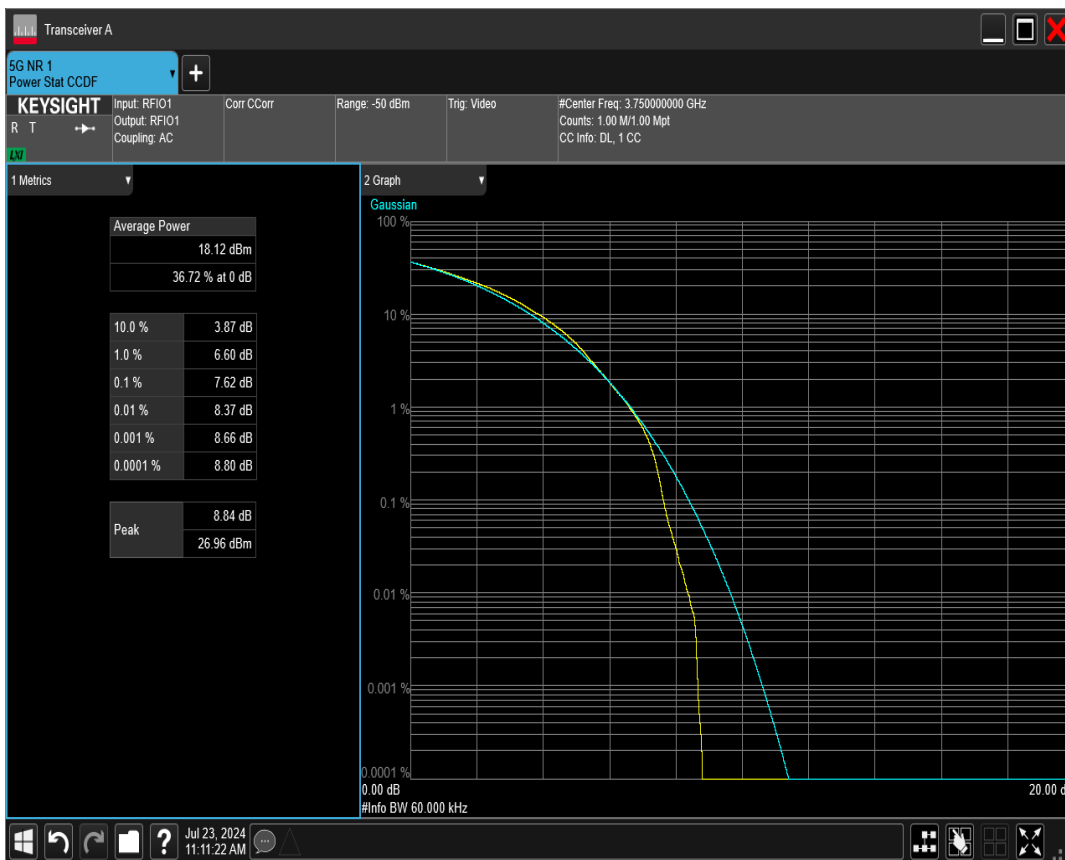 Transceiver A
5G NR 1
Power Stat CCDF
KEYSIGHT
R T
LXI
Input: RFIO1
Output: RFIO1
Coupling: AC
Corr CCorr
Range: -50 dBm
Trig: Video
#Center Freq: 3.750000000 GHz
Counts: 1.00 M/1.00 Mpt
CC Info: DL, 1 CC
1 Metrics
Average Power
18.12 dBm
36.72 % at 0 dB
10.0 % 3.87 dB
1.0 % 6.60 dB
0.1 % 7.62 dB
0.01 % 8.37 dB
0.001 % 8.66 dB
0.0001 % 8.80 dB
Peak 8.84 dB
26.96 dBm
2 Graph
Gaussian
100 %
10 %
1 %
0.1 %
0.01 %
0.001 %
0.0001 %
0.00 dB 20.00 d
#Info BW 60.000 kHz
?
Jul 23, 2024
11:11:22 AM